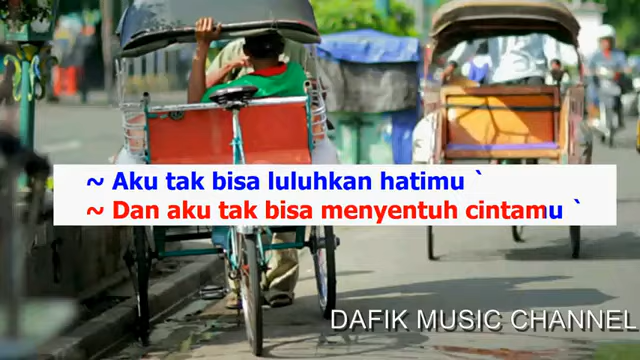 ~ Aku tak bisa luluhkan hatimu `
~ Dan aku tak bisa menyentuh cintamu `
DAFIK MUSIC CHANNEL